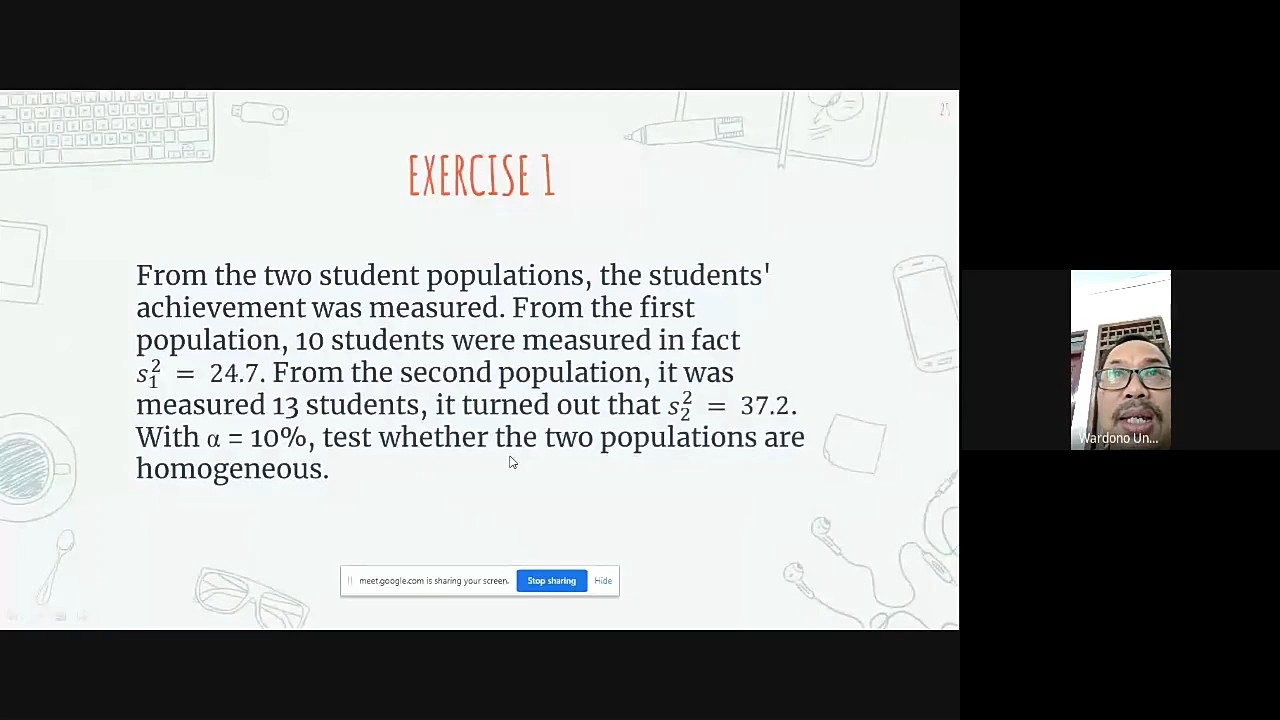 25
EXERCISE 1
From the two student populations, the students'
achievement was measured. From the first
population, 10 students were measured in fact
s₁² = 24.7. From the second population, it was
measured 13 students, it turned out that s₂² = 37.2.
With α = 10%, test whether the two populations are
homogeneous.
meet.google.com is sharing your screen.
Stop sharing
Hide
Wardono Un...